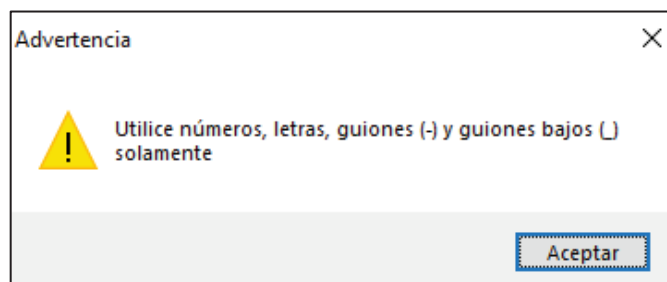 Advertencia
Utilice números, letras, guiones (-) y guiones bajos (_)
solamente
Aceptar